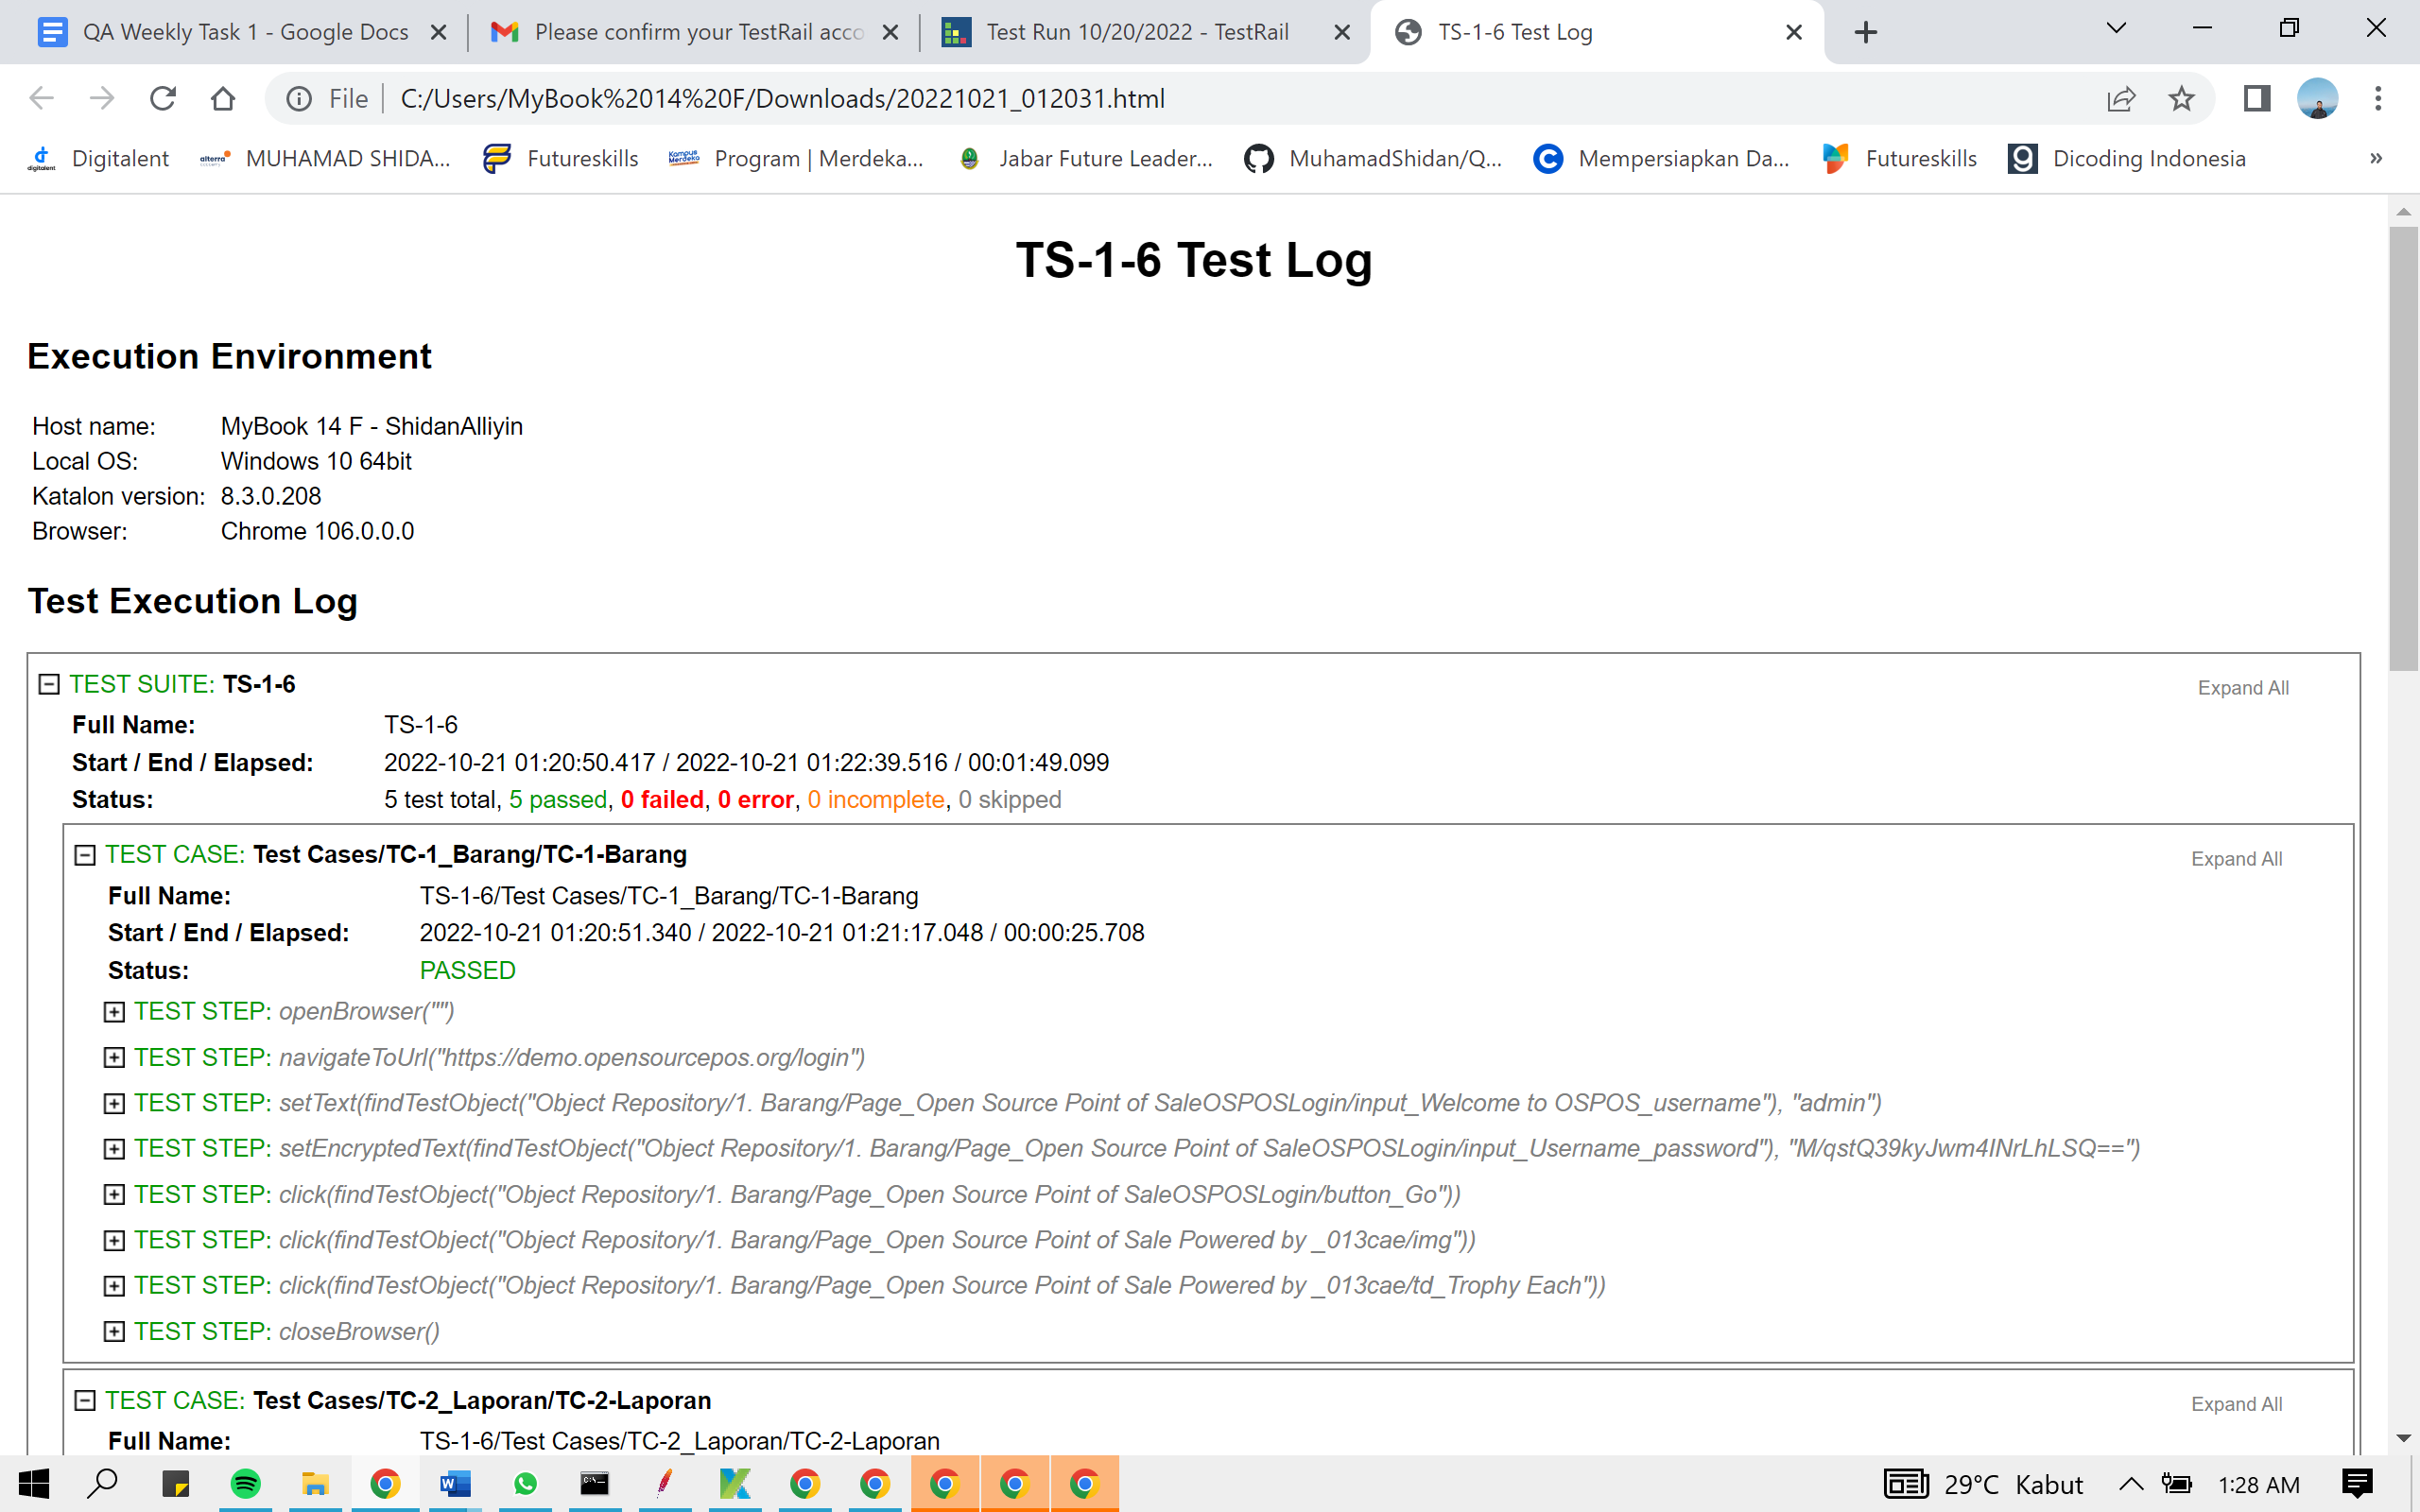 QA Weekly Task 1 - Google Docs
Please confirm your TestRail acco
Test Run 10/20/2022 - TestRail
TS-1-6 Test Log
File
C:/Users/MyBook%2014%20F/Downloads/20221021_012031.html
Digitalent
MUHAMAD SHIDA...
Futureskills
Program | Merdeka...
Jabar Future Leader...
MuhamadShidan/Q...
Mempersiapkan Da...
Futureskills
Dicoding Indonesia
»
TS-1-6 Test Log
Execution Environment
Host name: MyBook 14 F - ShidanAlliyin
Local OS: Windows 10 64bit
Katalon version: 8.3.0.208
Browser: Chrome 106.0.0.0
Test Execution Log
TEST SUITE: TS-1-6 Expand All
Full Name: TS-1-6
Start / End / Elapsed: 2022-10-21 01:20:50.417 / 2022-10-21 01:22:39.516 / 00:01:49.099
Status: 5 test total, 5 passed, 0 failed, 0 error, 0 incomplete, 0 skipped
TEST CASE: Test Cases/TC-1_Barang/TC-1-Barang Expand All
Full Name: TS-1-6/Test Cases/TC-1_Barang/TC-1-Barang
Start / End / Elapsed: 2022-10-21 01:20:51.340 / 2022-10-21 01:21:17.048 / 00:00:25.708
Status: PASSED
TEST STEP: openBrowser("")
TEST STEP: navigateToUrl("https://demo.opensourcepos.org/login")
TEST STEP: setText(findTestObject("Object Repository/1. Barang/Page_Open Source Point of SaleOSPOSLogin/input_Welcome to OSPOS_username"), "admin")
TEST STEP: setEncryptedText(findTestObject("Object Repository/1. Barang/Page_Open Source Point of SaleOSPOSLogin/input_Username_password"), "M/qstQ39kyJwm4INrLhLSQ==")
TEST STEP: click(findTestObject("Object Repository/1. Barang/Page_Open Source Point of SaleOSPOSLogin/button_Go"))
TEST STEP: click(findTestObject("Object Repository/1. Barang/Page_Open Source Point of Sale Powered by _013cae/img"))
TEST STEP: click(findTestObject("Object Repository/1. Barang/Page_Open Source Point of Sale Powered by _013cae/td_Trophy Each"))
TEST STEP: closeBrowser()
TEST CASE: Test Cases/TC-2_Laporan/TC-2-Laporan Expand All
Full Name: TS-1-6/Test Cases/TC-2_Laporan/TC-2-Laporan
29°C Kabut 1:28 AM